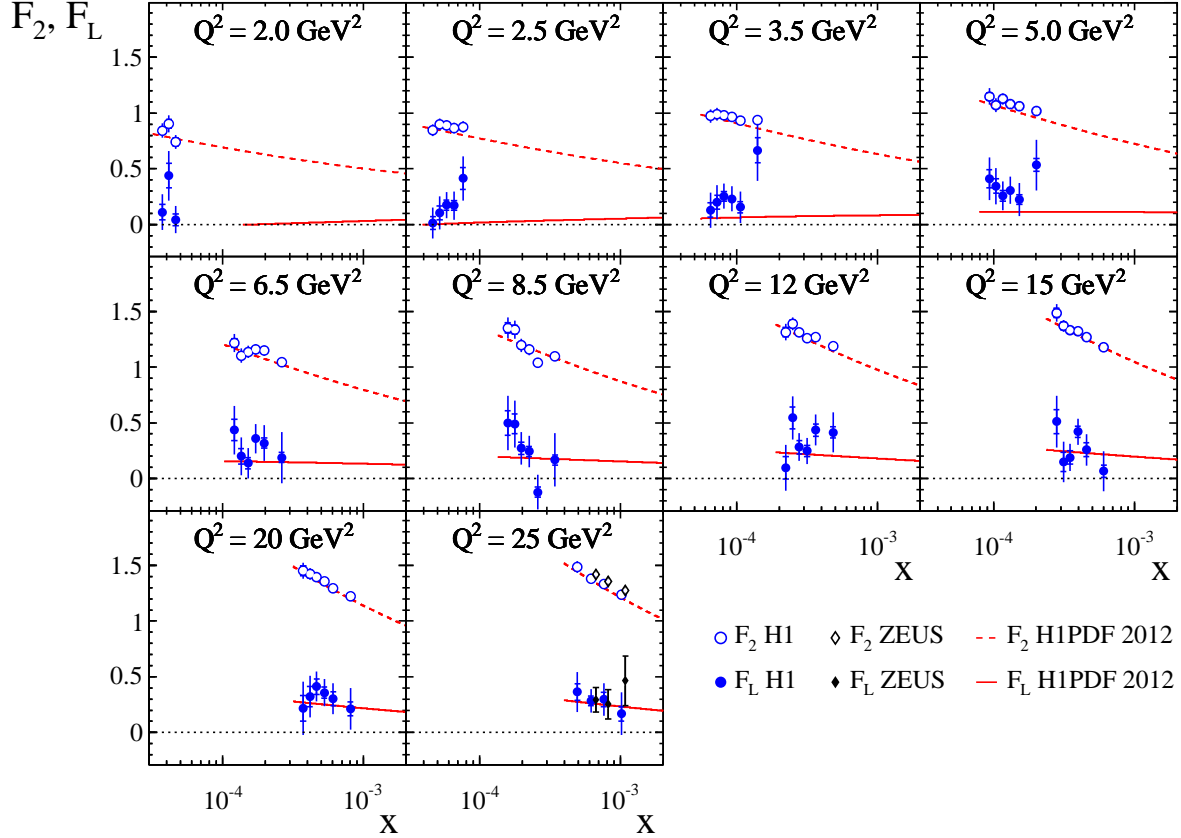 F₂, F_L
Q² = 2.0 GeV² Q² = 2.5 GeV² Q² = 3.5 GeV² Q² = 5.0 GeV²
1.5
1
0.5
0
Q² = 6.5 GeV² Q² = 8.5 GeV² Q² = 12 GeV² Q² = 15 GeV²
1.5
1
0.5
0
10⁻⁴ 10⁻³ 10⁻⁴ 10⁻³
x x
Q² = 20 GeV² Q² = 25 GeV²
1.5
1
0.5
0
10⁻⁴ 10⁻³ 10⁻⁴ 10⁻³
x x
F₂ H1 F₂ ZEUS F₂ H1PDF 2012
F_L H1 F_L ZEUS F_L H1PDF 2012